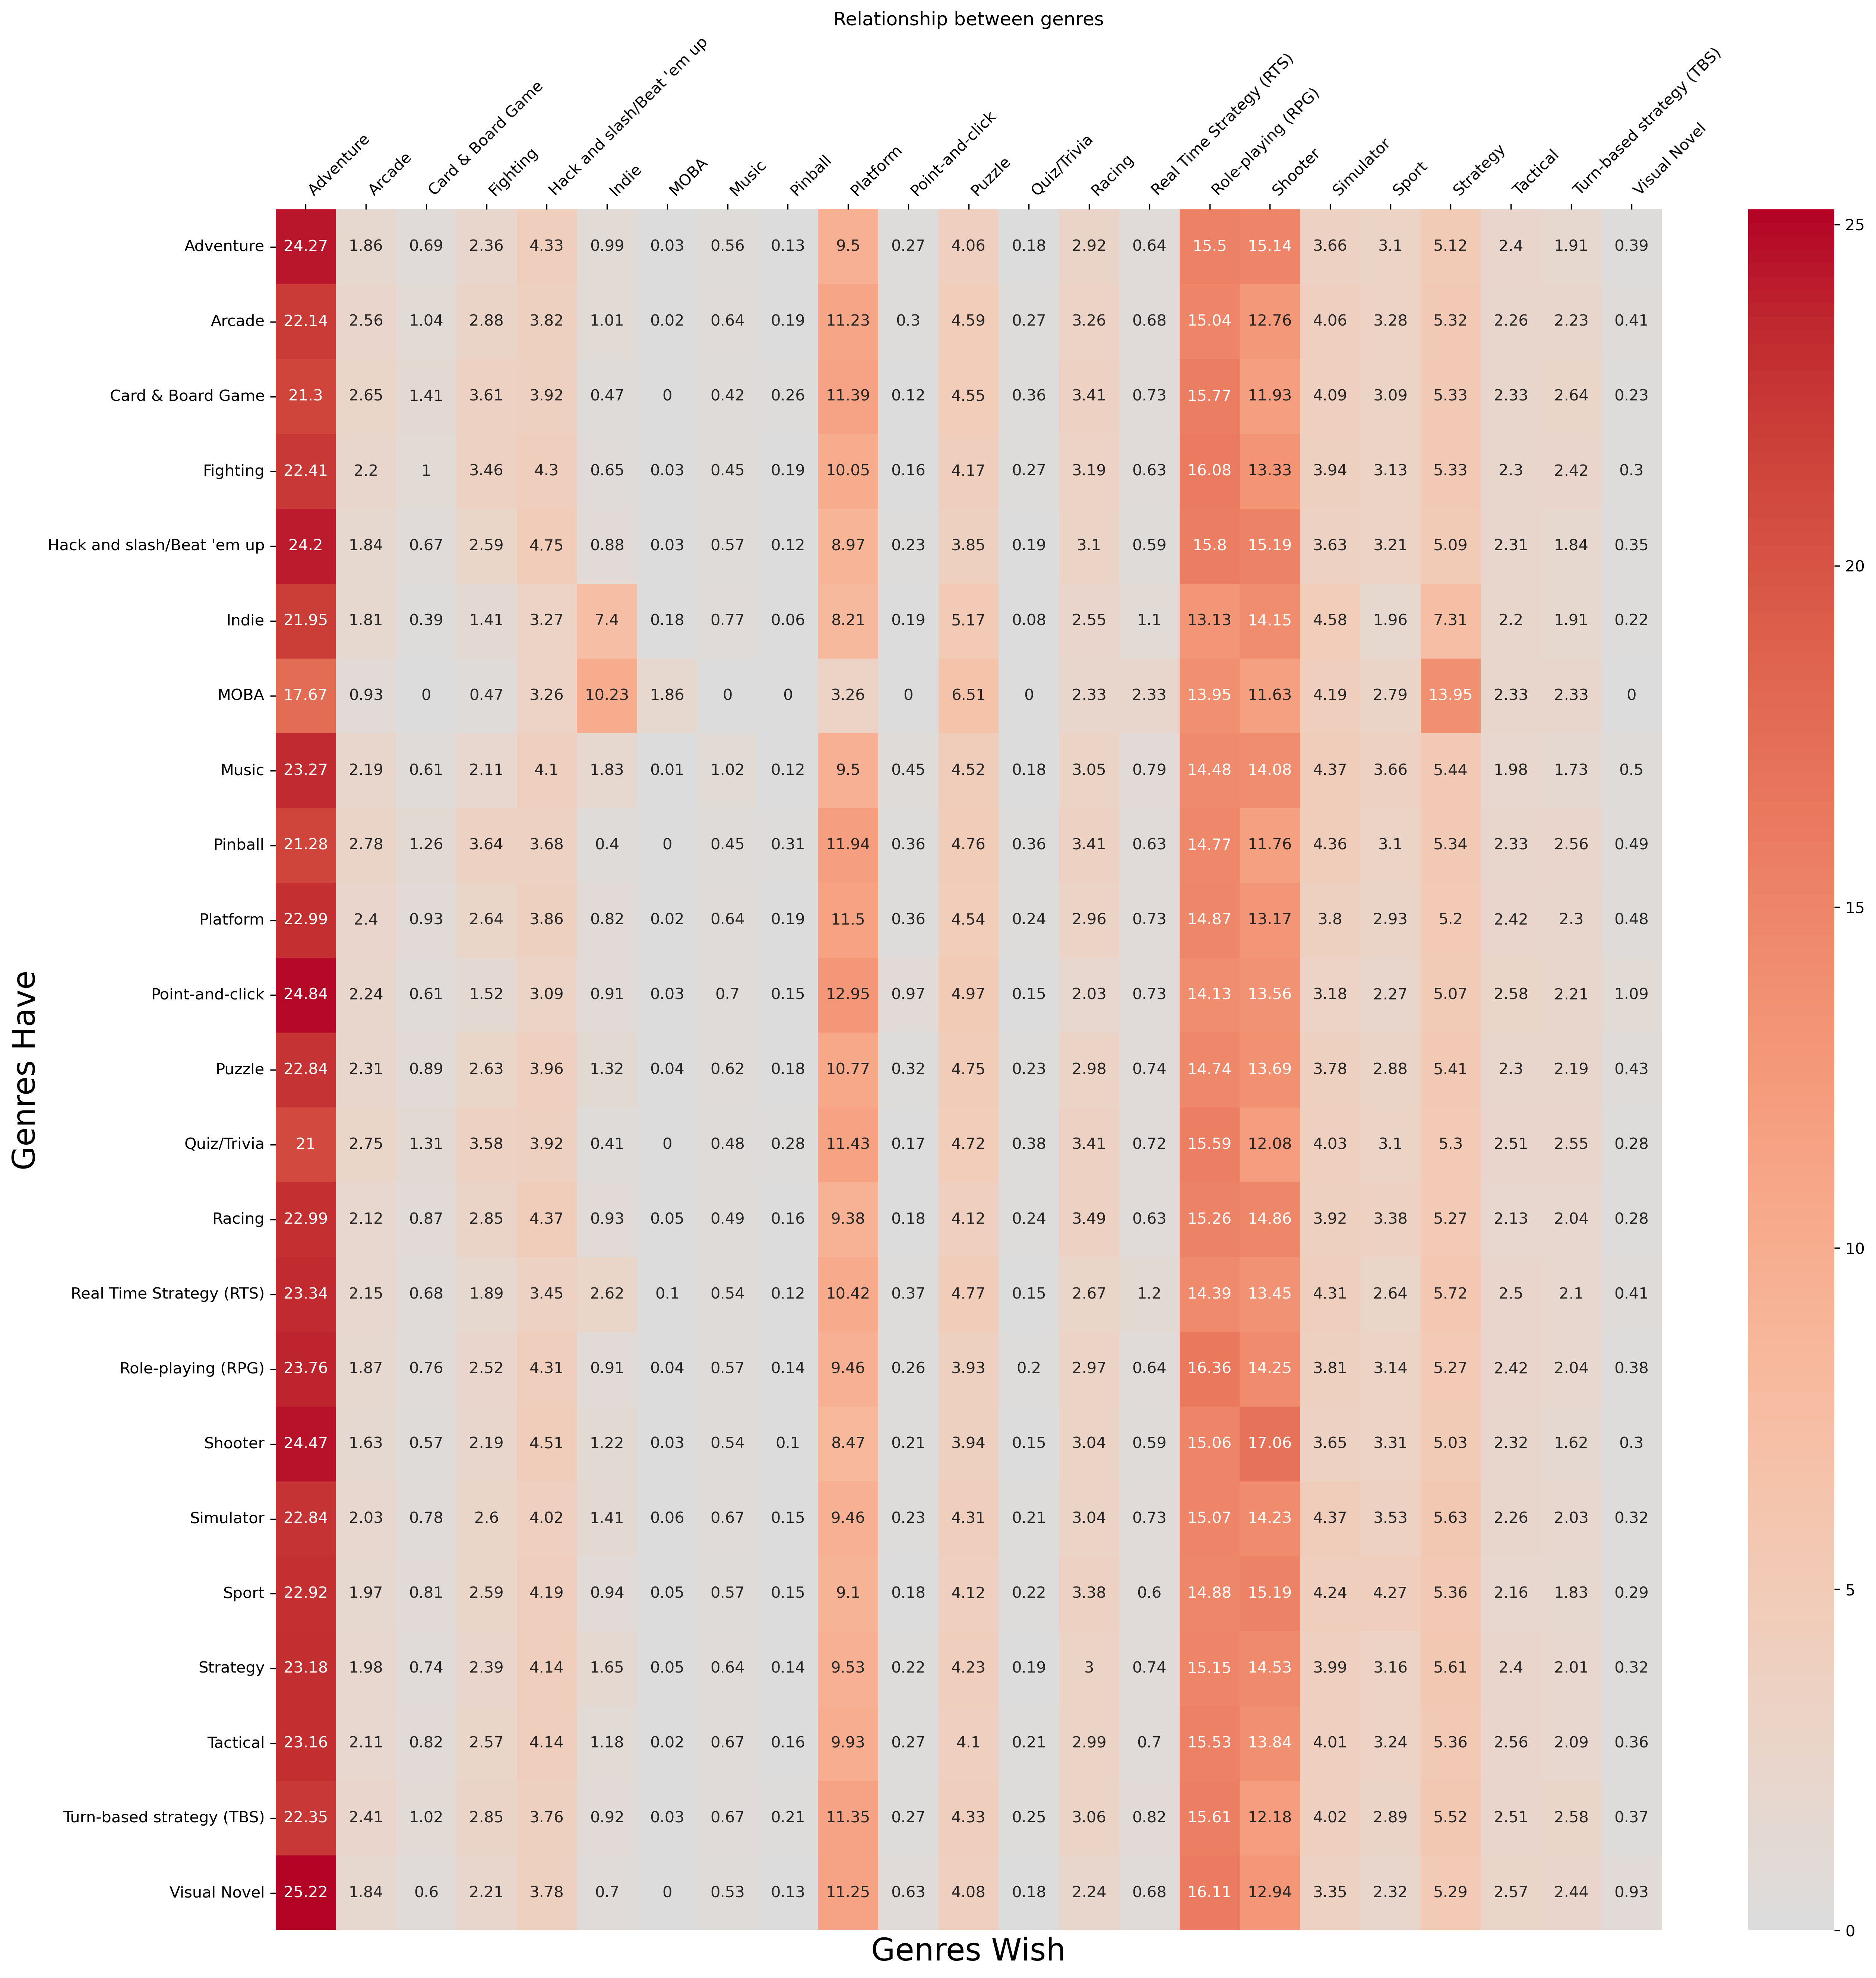 Relationship between genres
Adventure
Arcade
Card & Board Game
Fighting
Hack and slash/Beat 'em up
Indie
MOBA
Music
Pinball
Platform
Point-and-click
Puzzle
Quiz/Trivia
Racing
Real Time Strategy (RTS)
Role-playing (RPG)
Shooter
Simulator
Sport
Strategy
Tactical
Turn-based strategy (TBS)
Visual Novel
Adventure 24.27 1.86 0.69 2.36 4.33 0.99 0.03 0.56 0.13 9.5 0.27 4.06 0.18 2.92 0.64 15.5 15.14 3.66 3.1 5.12 2.4 1.91 0.39
Arcade 22.14 2.56 1.04 2.88 3.82 1.01 0.02 0.64 0.19 11.23 0.3 4.59 0.27 3.26 0.68 15.04 12.76 4.06 3.28 5.32 2.26 2.23 0.41
Card & Board Game 21.3 2.65 1.41 3.61 3.92 0.47 0 0.42 0.26 11.39 0.12 4.55 0.36 3.41 0.73 15.77 11.93 4.09 3.09 5.33 2.33 2.64 0.23
Fighting 22.41 2.2 1 3.46 4.3 0.65 0.03 0.45 0.19 10.05 0.16 4.17 0.27 3.19 0.63 16.08 13.33 3.94 3.13 5.33 2.3 2.42 0.3
Hack and slash/Beat 'em up 24.2 1.84 0.67 2.59 4.75 0.88 0.03 0.57 0.12 8.97 0.23 3.85 0.19 3.1 0.59 15.8 15.19 3.63 3.21 5.09 2.31 1.84 0.35
Indie 21.95 1.81 0.39 1.41 3.27 7.4 0.18 0.77 0.06 8.21 0.19 5.17 0.08 2.55 1.1 13.13 14.15 4.58 1.96 7.31 2.2 1.91 0.22
MOBA 17.67 0.93 0 0.47 3.26 10.23 1.86 0 0 3.26 0 6.51 0 2.33 2.33 13.95 11.63 4.19 2.79 13.95 2.33 2.33 0
Music 23.27 2.19 0.61 2.11 4.1 1.83 0.01 1.02 0.12 9.5 0.45 4.52 0.18 3.05 0.79 14.48 14.08 4.37 3.66 5.44 1.98 1.73 0.5
Pinball 21.28 2.78 1.26 3.64 3.68 0.4 0 0.45 0.31 11.94 0.36 4.76 0.36 3.41 0.63 14.77 11.76 4.36 3.1 5.34 2.33 2.56 0.49
Platform 22.99 2.4 0.93 2.64 3.86 0.82 0.02 0.64 0.19 11.5 0.36 4.54 0.24 2.96 0.73 14.87 13.17 3.8 2.93 5.2 2.42 2.3 0.48
Point-and-click 24.84 2.24 0.61 1.52 3.09 0.91 0.03 0.7 0.15 12.95 0.97 4.97 0.15 2.03 0.73 14.13 13.56 3.18 2.27 5.07 2.58 2.21 1.09
Puzzle 22.84 2.31 0.89 2.63 3.96 1.32 0.04 0.62 0.18 10.77 0.32 4.75 0.23 2.98 0.74 14.74 13.69 3.78 2.88 5.41 2.3 2.19 0.43
Quiz/Trivia 21 2.75 1.31 3.58 3.92 0.41 0 0.48 0.28 11.43 0.17 4.72 0.38 3.41 0.72 15.59 12.08 4.03 3.1 5.3 2.51 2.55 0.28
Racing 22.99 2.12 0.87 2.85 4.37 0.93 0.05 0.49 0.16 9.38 0.18 4.12 0.24 3.49 0.63 15.26 14.86 3.92 3.38 5.27 2.13 2.04 0.28
Real Time Strategy (RTS) 23.34 2.15 0.68 1.89 3.45 2.62 0.1 0.54 0.12 10.42 0.37 4.77 0.15 2.67 1.2 14.39 13.45 4.31 2.64 5.72 2.5 2.1 0.41
Role-playing (RPG) 23.76 1.87 0.76 2.52 4.31 0.91 0.04 0.57 0.14 9.46 0.26 3.93 0.2 2.97 0.64 16.36 14.25 3.81 3.14 5.27 2.42 2.04 0.38
Shooter 24.47 1.63 0.57 2.19 4.51 1.22 0.03 0.54 0.1 8.47 0.21 3.94 0.15 3.04 0.59 15.06 17.06 3.65 3.31 5.03 2.32 1.62 0.3
Simulator 22.84 2.03 0.78 2.6 4.02 1.41 0.06 0.67 0.15 9.46 0.23 4.31 0.21 3.04 0.73 15.07 14.23 4.37 3.53 5.63 2.26 2.03 0.32
Sport 22.92 1.97 0.81 2.59 4.19 0.94 0.05 0.57 0.15 9.1 0.18 4.12 0.22 3.38 0.6 14.88 15.19 4.24 4.27 5.36 2.16 1.83 0.29
Strategy 23.18 1.98 0.74 2.39 4.14 1.65 0.05 0.64 0.14 9.53 0.22 4.23 0.19 3 0.74 15.15 14.53 3.99 3.16 5.61 2.4 2.01 0.32
Tactical 23.16 2.11 0.82 2.57 4.14 1.18 0.02 0.67 0.16 9.93 0.27 4.1 0.21 2.99 0.7 15.53 13.84 4.01 3.24 5.36 2.56 2.09 0.36
Turn-based strategy (TBS) 22.35 2.41 1.02 2.85 3.76 0.92 0.03 0.67 0.21 11.35 0.27 4.33 0.25 3.06 0.82 15.61 12.18 4.02 2.89 5.52 2.51 2.58 0.37
Visual Novel 25.22 1.84 0.6 2.21 3.78 0.7 0 0.53 0.13 11.25 0.63 4.08 0.18 2.24 0.68 16.11 12.94 3.35 2.32 5.29 2.57 2.44 0.93
Genres Have
Genres Wish
25
20
15
10
5
0